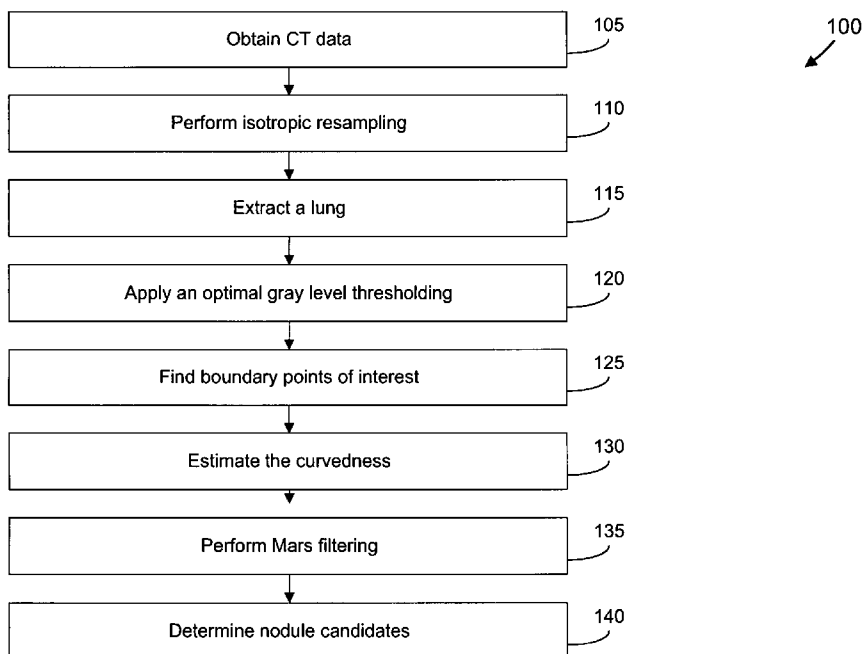 100
Obtain CT data
105
Perform isotropic resampling
110
Extract a lung
115
Apply an optimal gray level thresholding
120
Find boundary points of interest
125
Estimate the curvedness
130
Perform Mars filtering
135
Determine nodule candidates
140